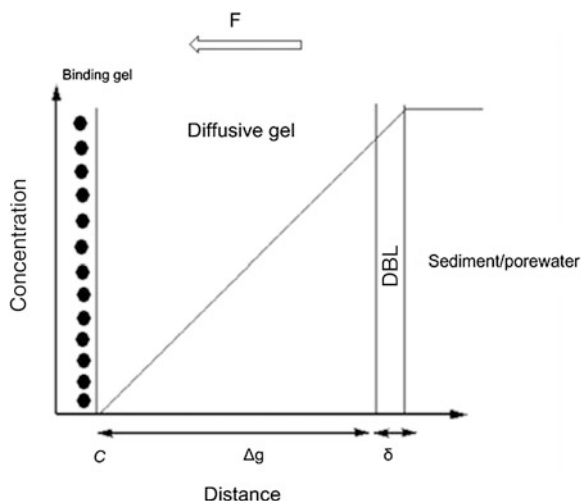 F
Binding gel
Diffusive gel
Concentration
DBL
Sediment/porewater
C
Δg
δ
Distance